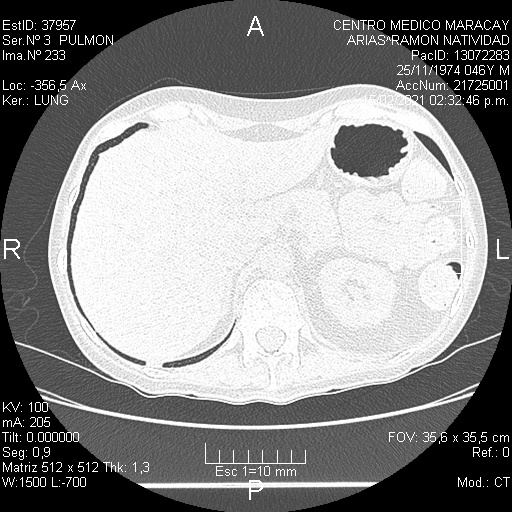 EstID: 37957
Ser.Nº 3 PULMON
Ima.Nº 233
Loc: -356,5 Ax
Ker.: LUNG
A
CENTRO MEDICO MARACAY
ARIAS^RAMON NATIVIDAD
PacID: 13072283
25/11/1974 046Y M
AccNum: 21725001
2021 02:32:46 p.m.
R
L
KV: 100
mA: 205
Tilt: 0.000000
Seg: 0,9
Matriz 512 x 512 Thk: 1,3
W:1500 L:-700
Esc 1=10 mm
P
FOV: 35,6 x 35,5 cm
Ref.: 0
Mod.: CT